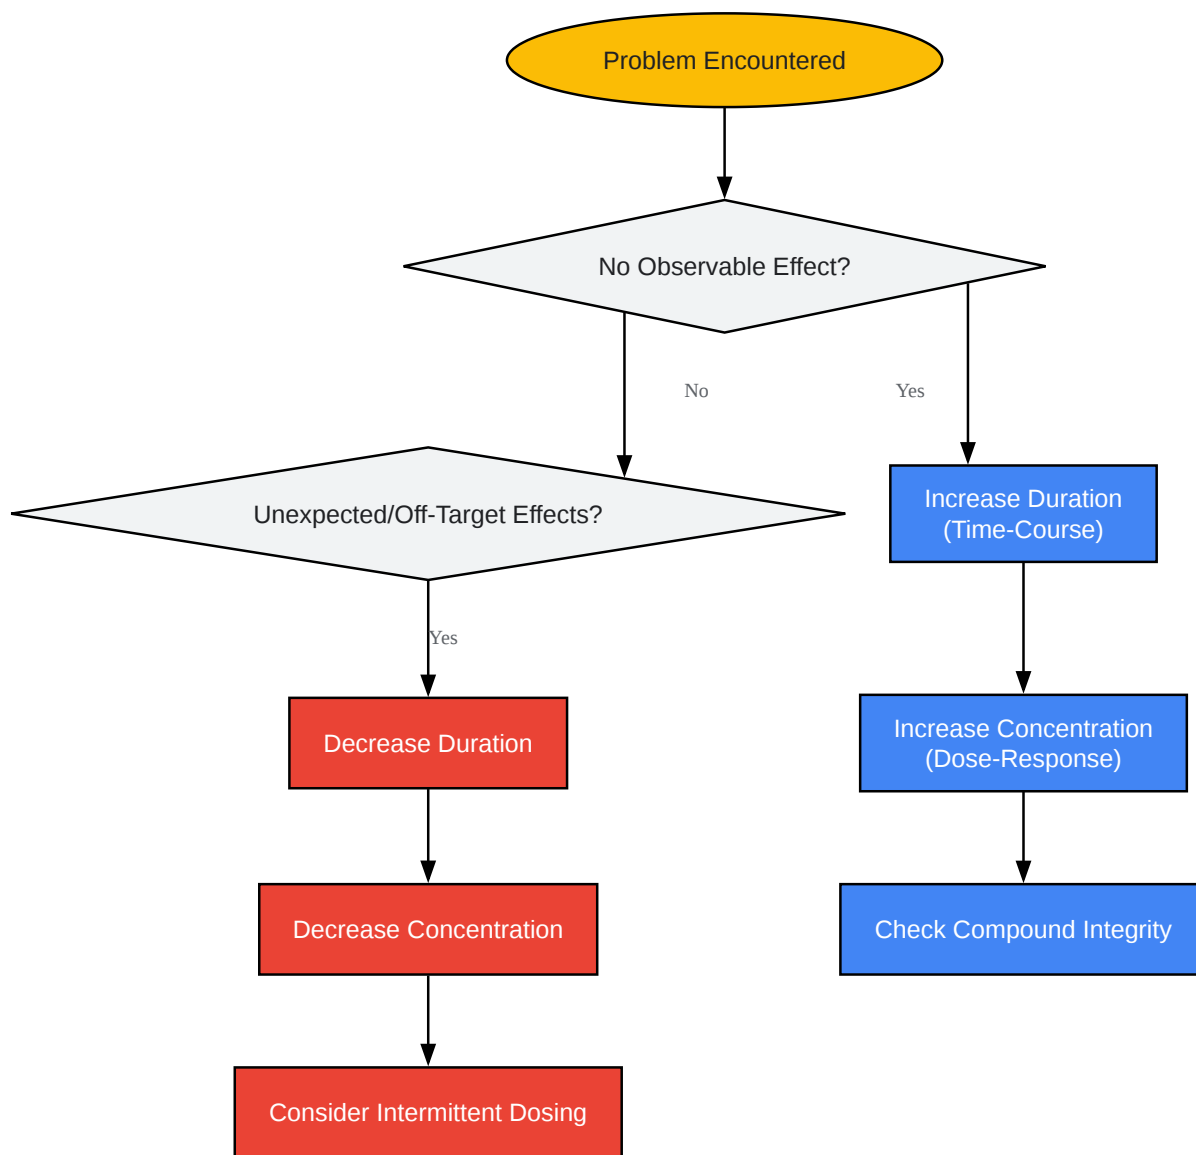 Problem Encountered
No Observable Effect?
No
Yes
Unexpected/Off-Target Effects?
Increase Duration
(Time-Course)
Yes
Decrease Duration
Increase Concentration
(Dose-Response)
Decrease Concentration
Check Compound Integrity
Consider Intermittent Dosing